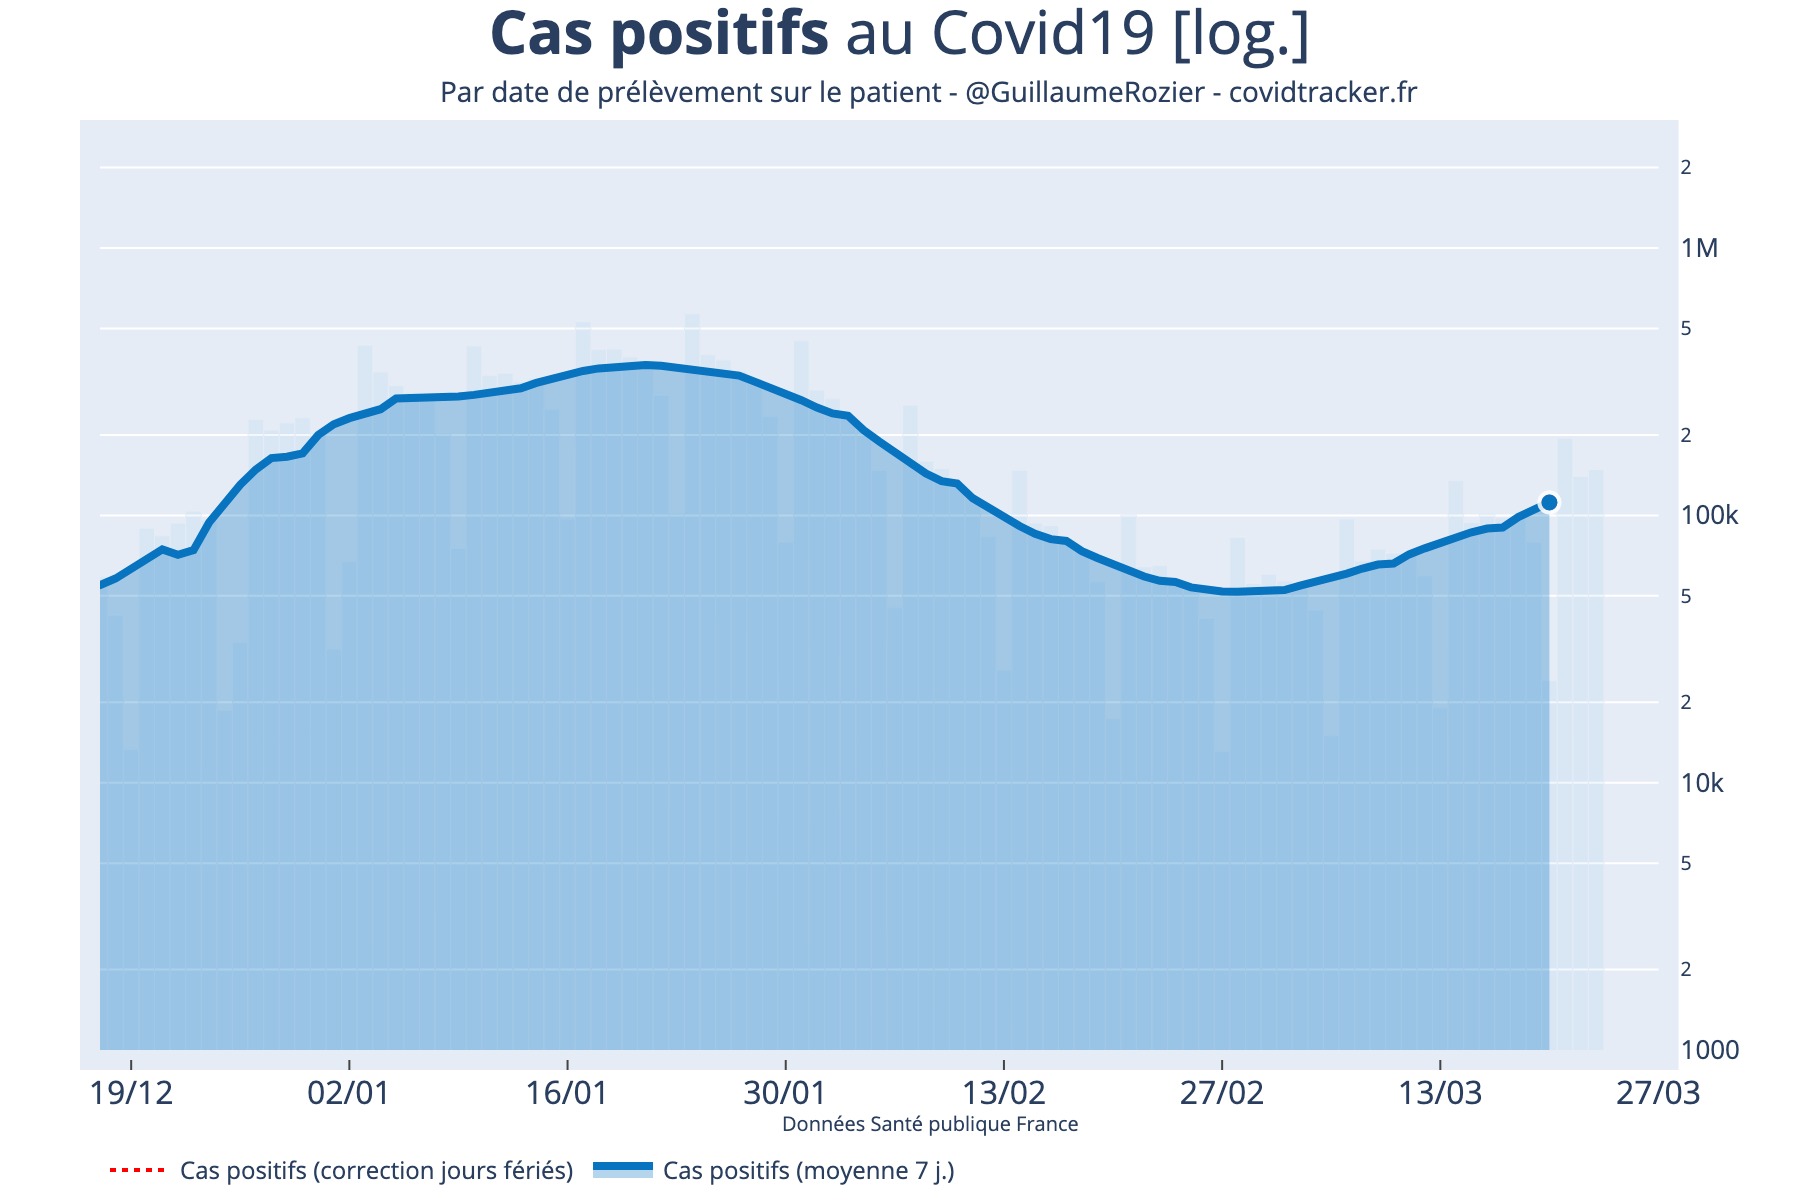 Cas positifs au Covid19 [log.]
Par date de prélèvement sur le patient - @GuillaumeRozier - covidtracker.fr
2
1M
5
2
100k
5
2
10k
5
2
1000
19/12 02/01 16/01 30/01 13/02 27/02 13/03 27/03
Données Santé publique France
Cas positifs (correction jours fériés) Cas positifs (moyenne 7 j.)